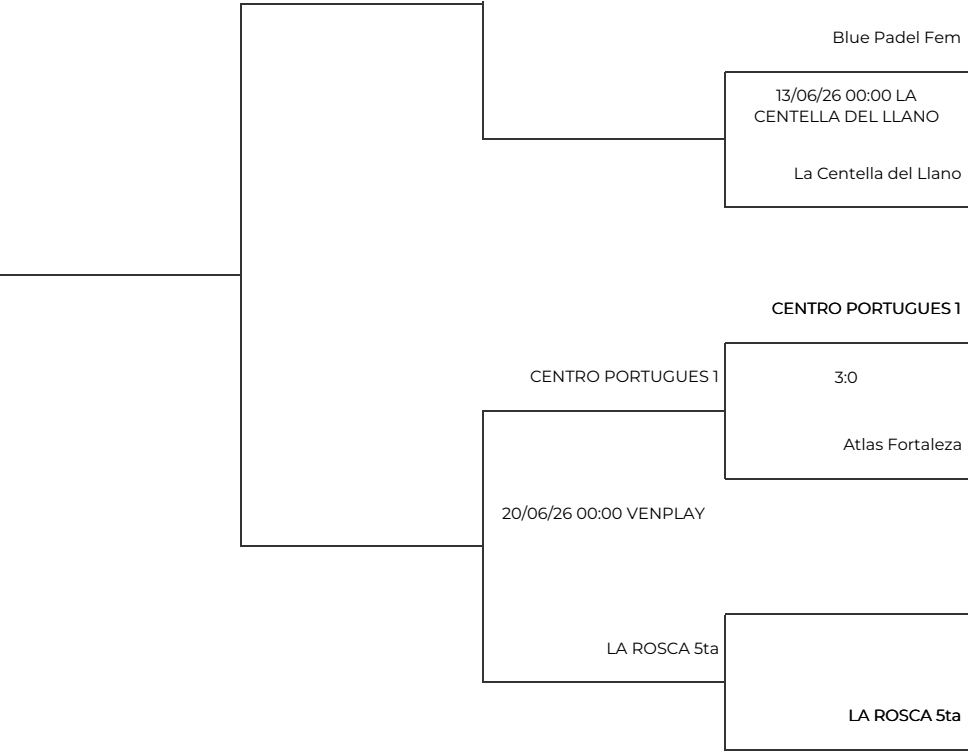 Blue Padel Fem
13/06/26 00:00 LA
CENTELLA DEL LLANO
La Centella del Llano
CENTRO PORTUGUES 1
CENTRO PORTUGUES 1
3:0
Atlas Fortaleza
20/06/26 00:00 VENPLAY
LA ROSCA 5ta
LA ROSCA 5ta